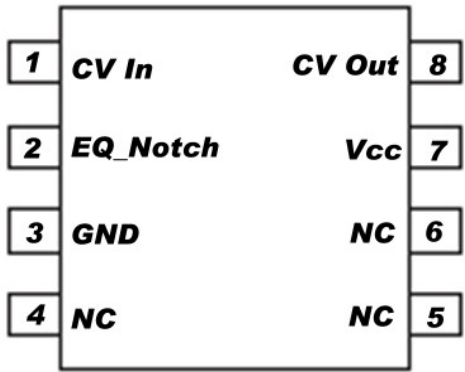 1 CV In CV Out 8
2 EQ_Notch Vcc 7
3 GND NC 6
4 NC NC 5